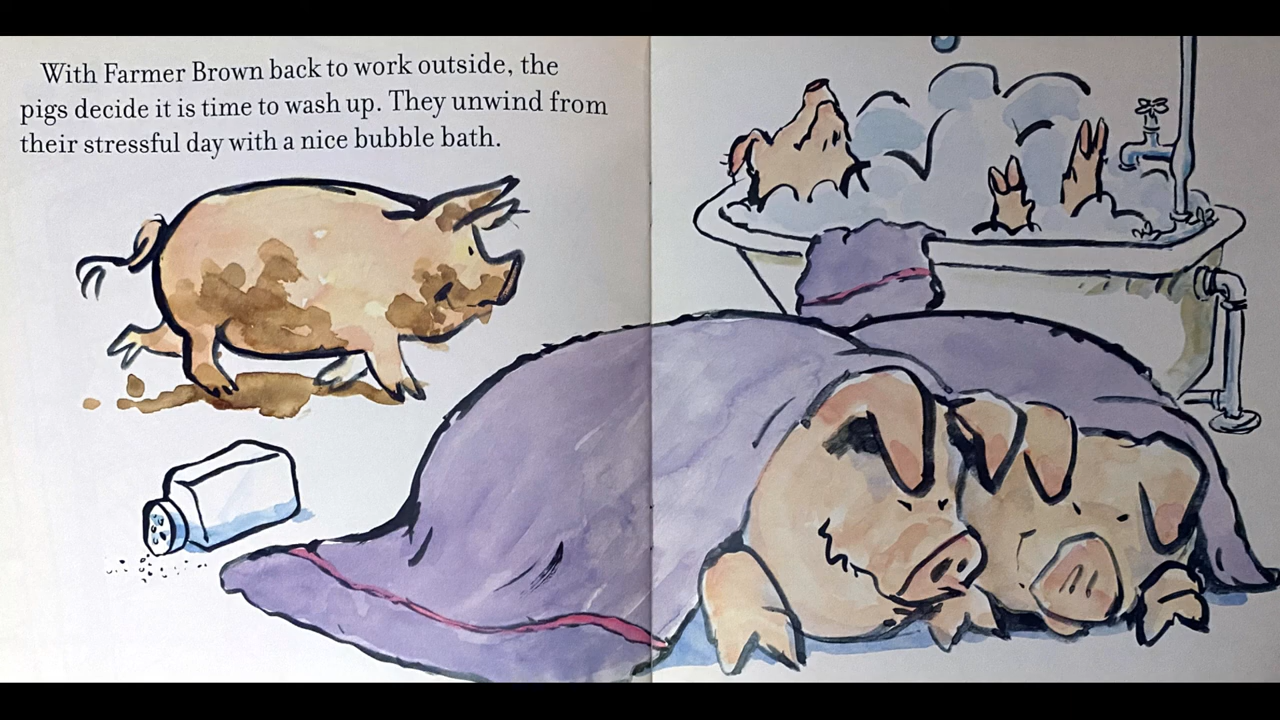 With Farmer Brown back to work outside, the
pigs decide it is time to wash up. They unwind from
their stressful day with a nice bubble bath.